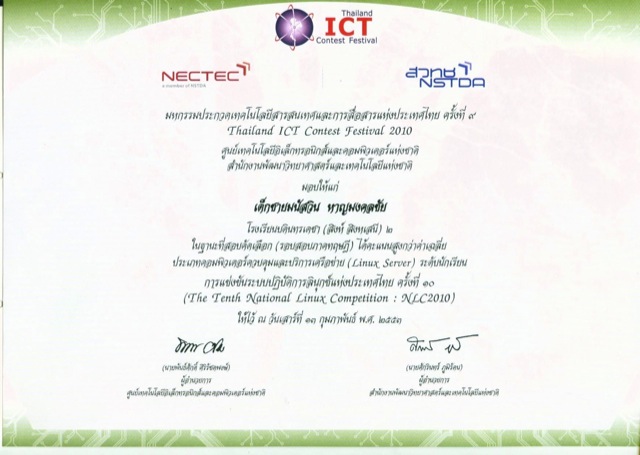 Thailand
ICT
Contest Festival
NECTEC
a member of NSTDA
สวทช
NSTDA
มหกรรมประกวดเทคโนโลยีสารสนเทศและการสื่อสารแห่งประเทศไทย ครั้งที่ ๙
Thailand ICT Contest Festival 2010
ศูนย์เทคโนโลยีอิเล็กทรอนิกส์และคอมพิวเตอร์แห่งชาติ
สำนักงานพัฒนาวิทยาศาสตร์และเทคโนโลยีแห่งชาติ
มอบให้แก่
เด็กชายมนัสวิน หาญมงคลชัย
โรงเรียนบดินทรเดชา (สิงห์ สิงหเสนี) ๒
ในฐานะที่สอบคัดเลือก (รอบสอบภาคทฤษฎี) ได้คะแนนสูงกว่าค่าเฉลี่ย
ประเภทคอมพิวเตอร์ควบคุมและบริการเครือข่าย (Linux Server) ระดับนักเรียน
การแข่งขันระบบปฏิบัติการลินุกซ์แห่งประเทศไทย ครั้งที่ ๑๐
(The Tenth National Linux Competition : NLC2010)
ให้ไว้ ณ วันเสาร์ที่ ๑๓ กุมภาพันธ์ พ.ศ. ๒๕๕๓
(นายพันธ์ศักดิ์ ศิริรัชตพงษ์) (นายศักรินทร์ ภูมิรัตน)
ผู้อำนวยการ ผู้อำนวยการ
ศูนย์เทคโนโลยีอิเล็กทรอนิกส์และคอมพิวเตอร์แห่งชาติ สำนักงานพัฒนาวิทยาศาสตร์และเทคโนโลยีแห่งชาติ